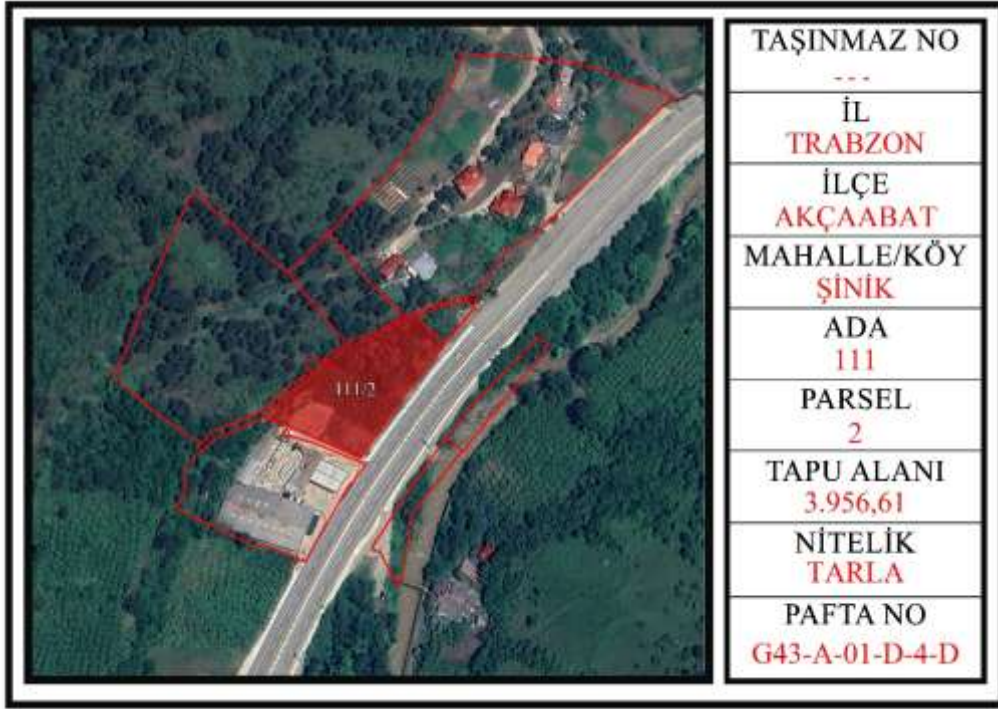 TAŞINMAZ NO
---
İL
TRABZON
İLÇE
AKÇAABAT
MAHALLE/KÖY
ŞİNİK
ADA
111
PARSEL
2
TAPU ALANI
3.956,61
NİTELİK
TARLA
PAFTA NO
G43-A-01-D-4-D
111/2